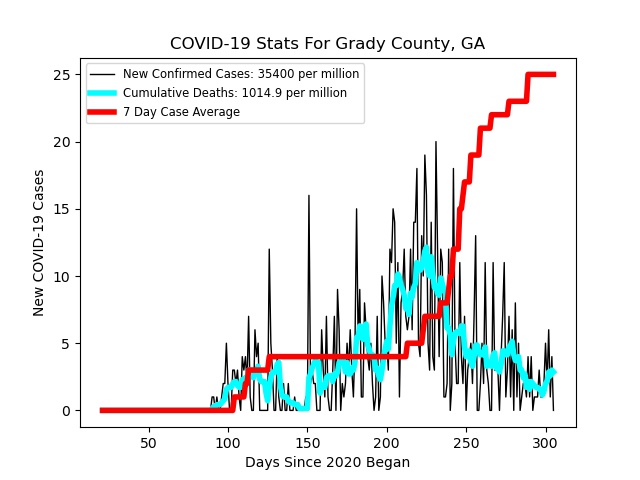 COVID-19 Stats For Grady County, GA
New Confirmed Cases: 35400 per million
Cumulative Deaths: 1014.9 per million
7 Day Case Average
New COVID-19 Cases
25
20
15
10
5
0
50 100 150 200 250 300
Days Since 2020 Began